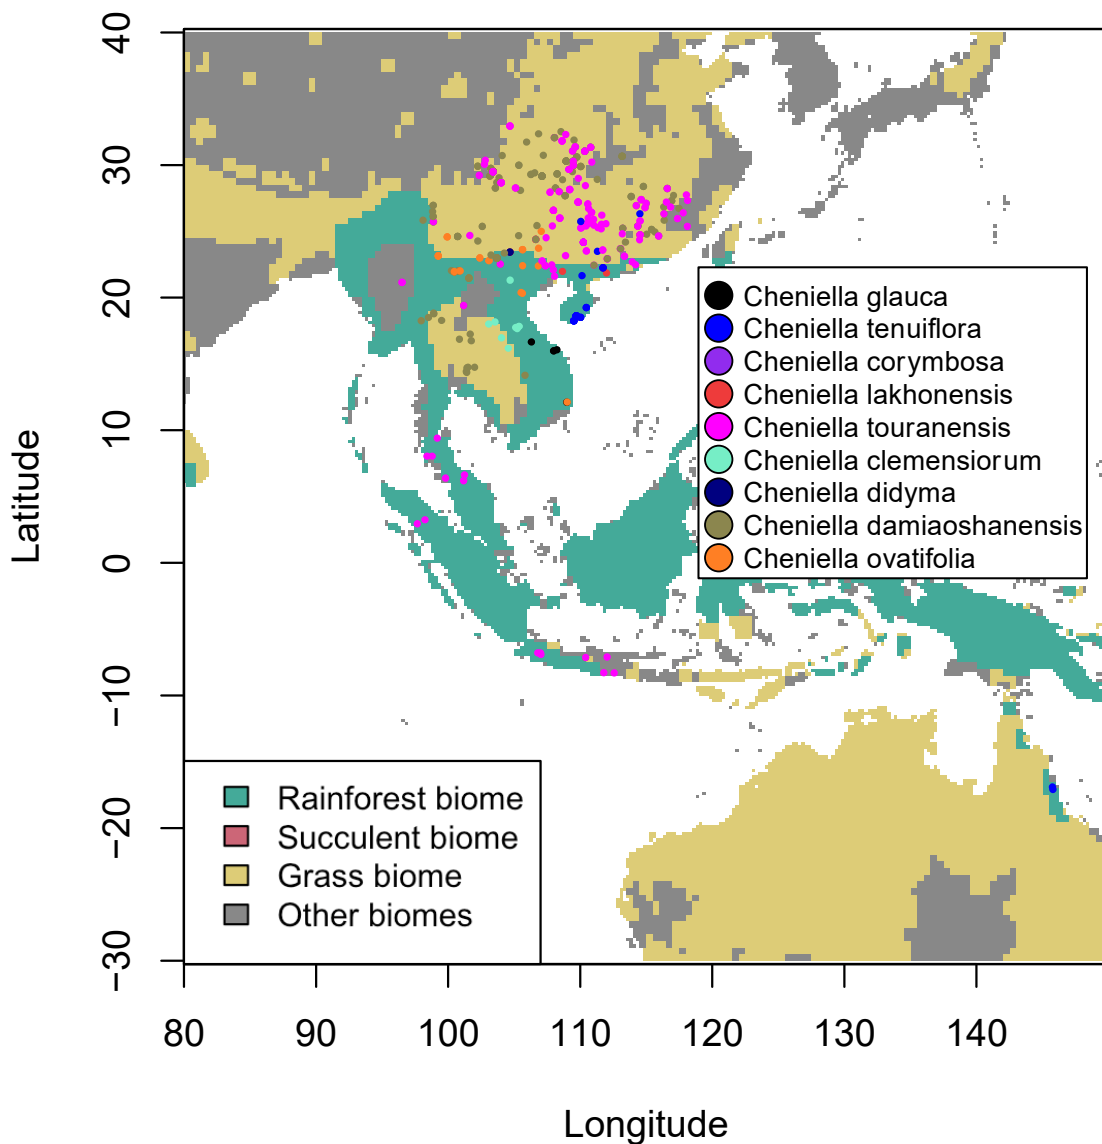 40
30
20
10
0
−10
−20
−30
Latitude
Cheniella glauca
Cheniella tenuiflora
Cheniella corymbosa
Cheniella lakhonensis
Cheniella touranensis
Cheniella clemensiorum
Cheniella didyma
Cheniella damiaoshanensis
Cheniella ovatifolia
Rainforest biome
Succulent biome
Grass biome
Other biomes
80 90 100 110 120 130 140
Longitude